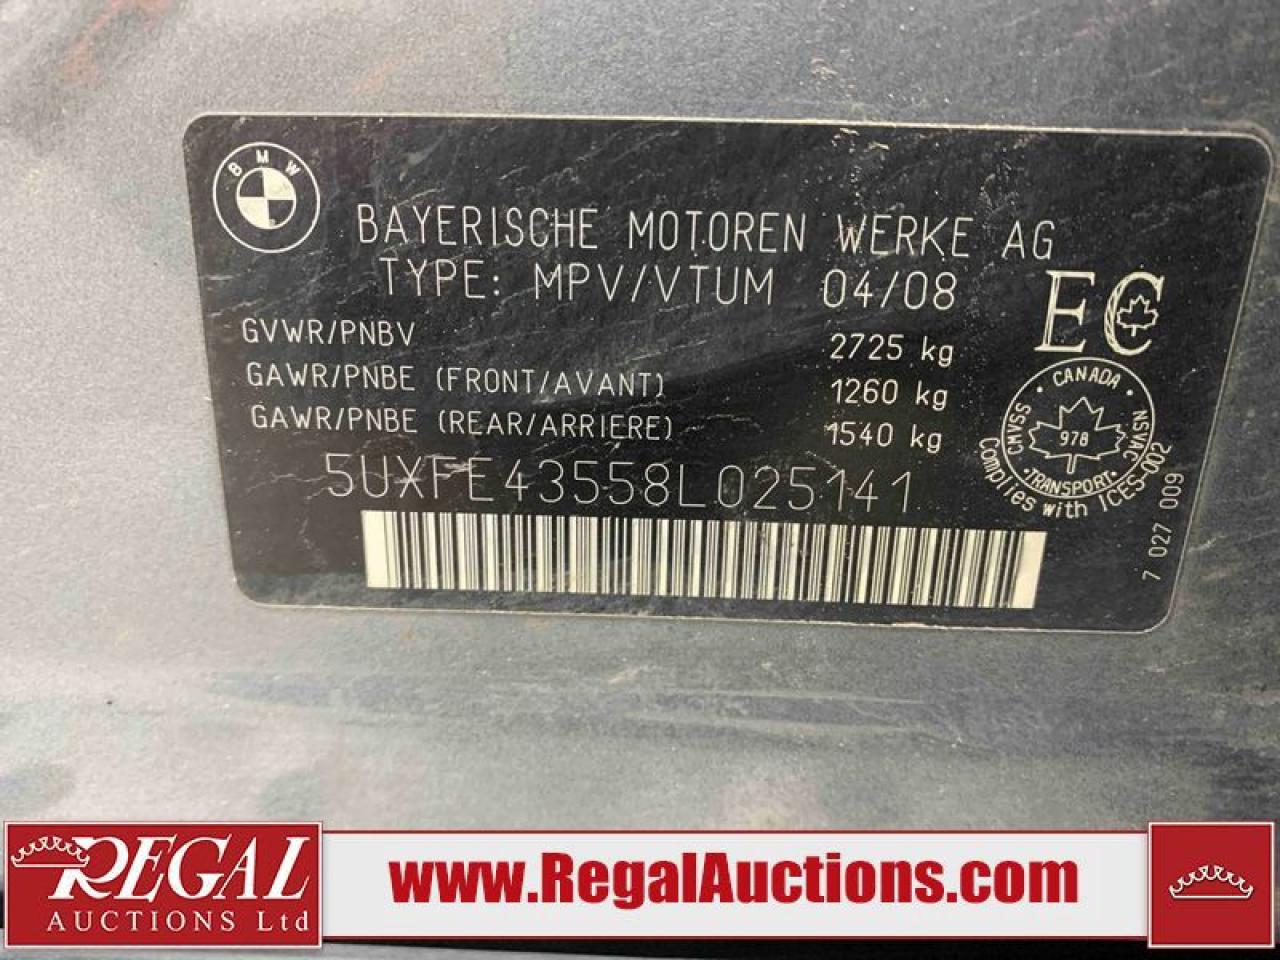 BMW
BAYERISCHE MOTOREN WERKE AG
TYPE: MPV/VTUM 04/08
GVWR/PNBV 2725 kg
GAWR/PNBE (FRONT/AVANT) 1260 kg
GAWR/PNBE (REAR/ARRIERE) 1540 kg
5UXFE43558L025141
EC
CANADA
CMVSS
NSVAC
978
TRANSPORT
Complies with ICES-002
7 027 009
REGAL
AUCTIONS Ltd
www.RegalAuctions.com